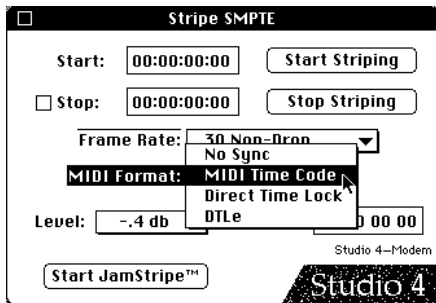 Stripe SMPTE
Start: 00:00:00:00 Start Striping
Stop: 00:00:00:00 Stop Striping
Frame Rate: 30 Non-Drop
No Sync
MIDI Format: MIDI Time Code
Direct Time Lock
DTLe
Level: -.4 db 0 00 00
Studio 4—Modem
Start JamStripe™ Studio 4